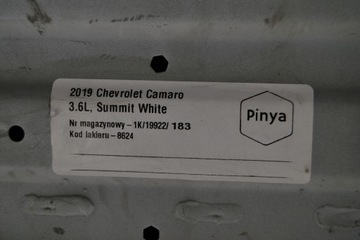 2019 Chevrolet Camaro
3.6L, Summit White
Nr magazynowy - 1K/19922/ 183
Kod lakieru - 8624
Pinya